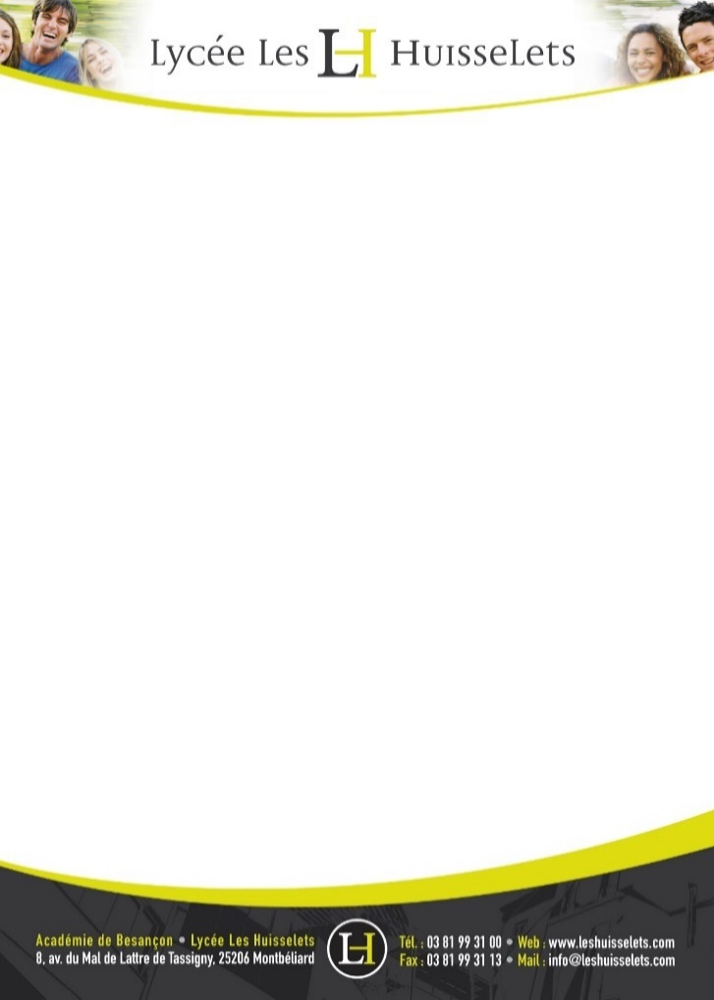 Lycée Les LH Huisselets
Académie de Besançon • Lycée Les Huisselets
8, av. du Mal de Lattre de Tassigny, 25206 Montbéliard
LH
Tél. : 03 81 99 31 00 • Web : www.leshuisselets.com
Fax : 03 81 99 31 13 • Mail : info@leshuisselets.com